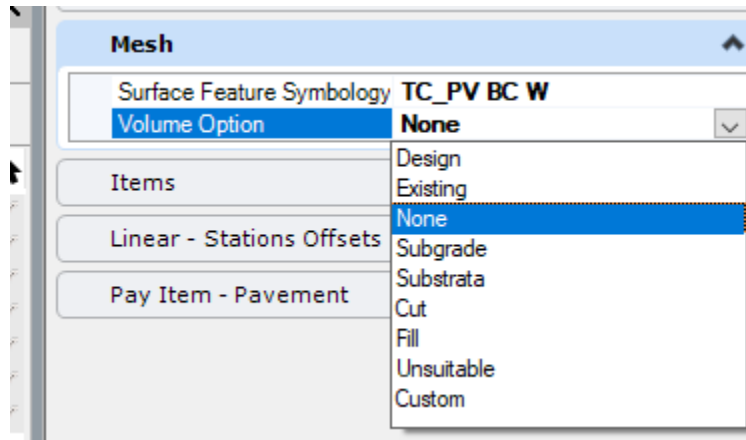 Mesh
Surface Feature Symbology TC_PV BC W
Volume Option None
Design
Items
Existing
None
Linear - Stations Offsets
Subgrade
Substrata
Pay Item - Pavement
Cut
Fill
Unsuitable
Custom